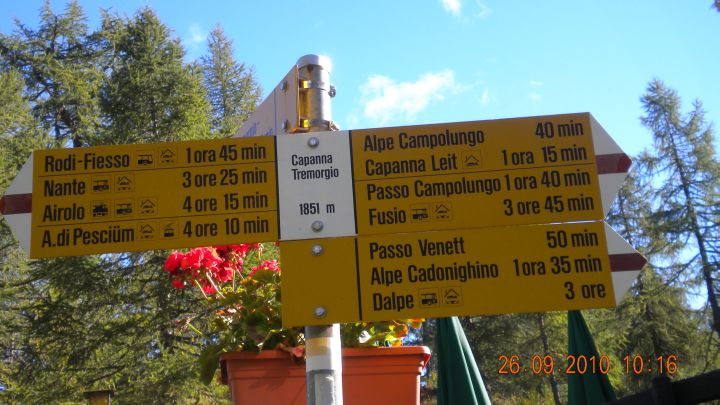 Rodi-Fiesso 1 ora 45 min
Nante 3 ore 25 min
Airolo 4 ore 15 min
A. di Pesciüm 4 ore 10 min
Capanna
Tremorgio
1851 m
Alpe Campolungo 40 min
Capanna Leit 1 ora 15 min
Passo Campolungo 1 ora 40 min
Fusio 3 ore 45 min
Passo Venett 50 min
Alpe Cadonighino 1 ora 35 min
Dalpe 3 ore
26.09.2010 10:16